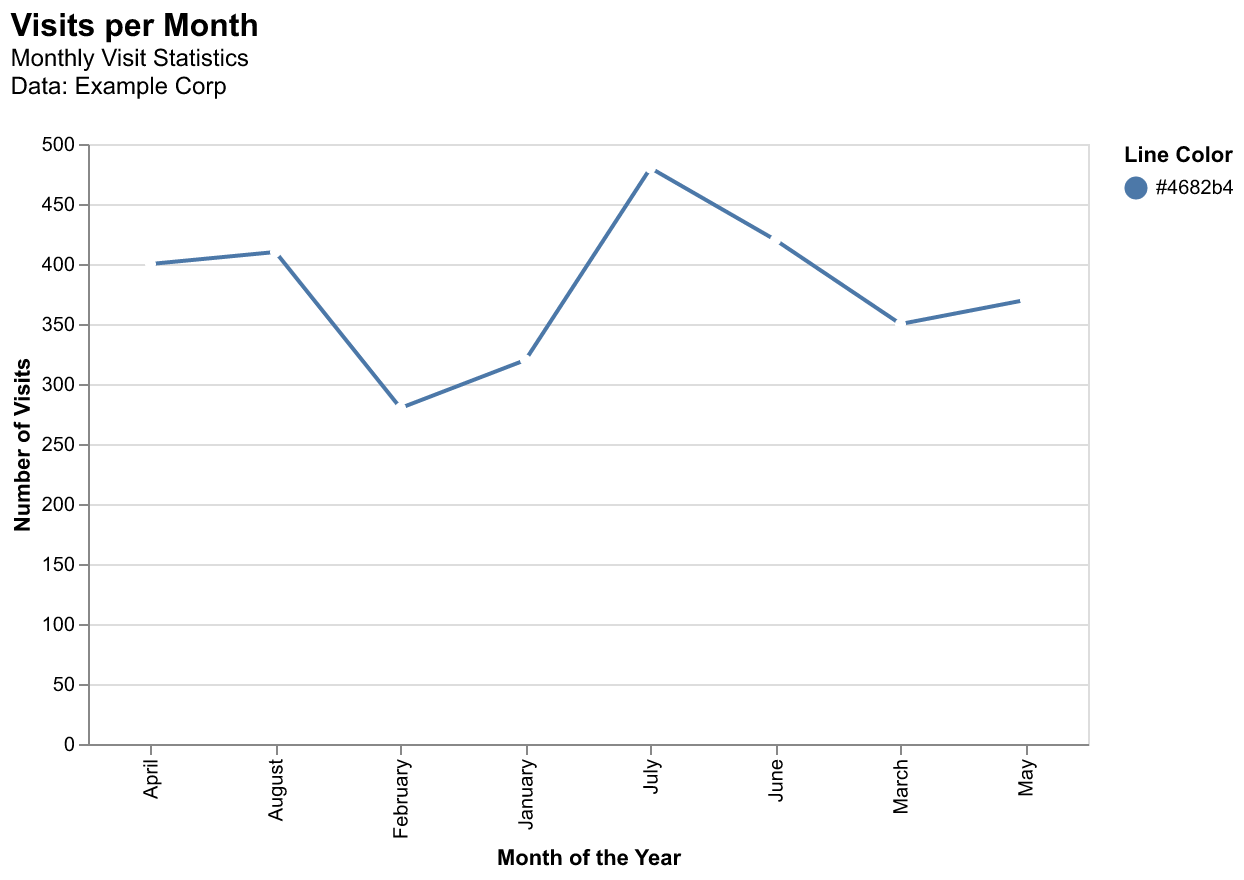 Visits per Month
Monthly Visit Statistics
Data: Example Corp
500
450
400
350
300
250
200
150
100
50
0
Number of Visits
April
August
February
January
July
June
March
May
Month of the Year
Line Color
#4682b4